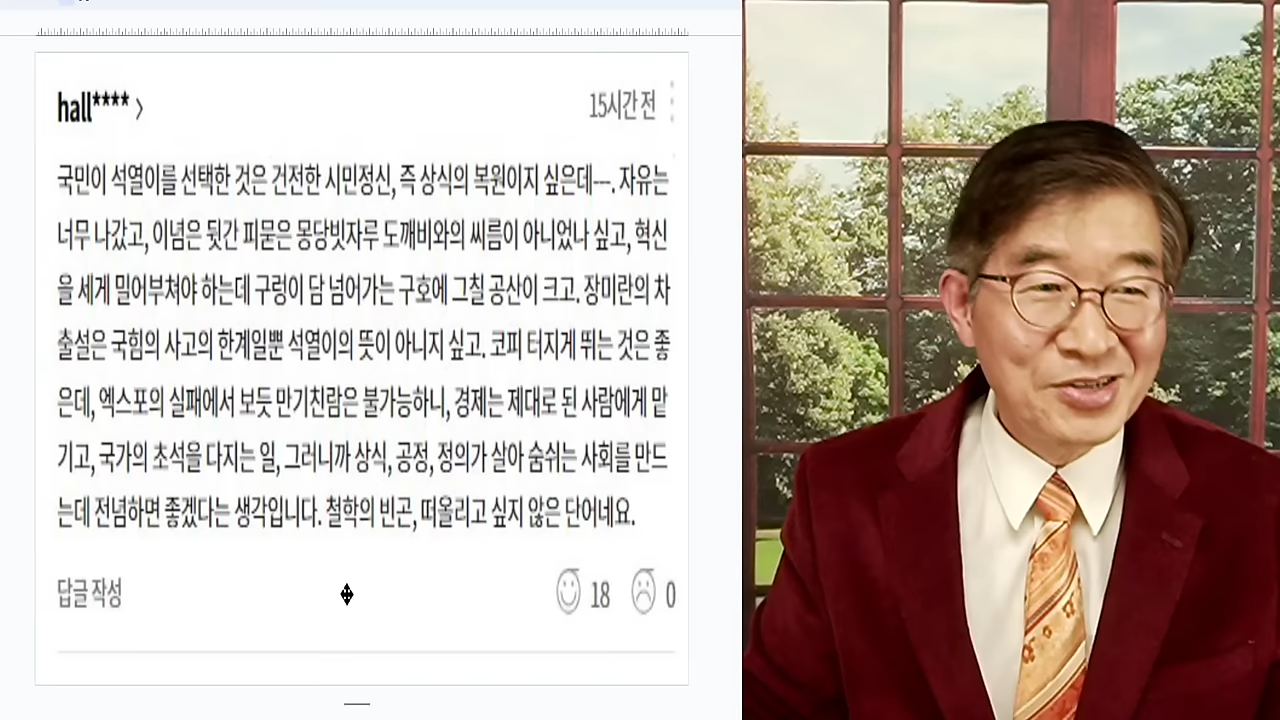 hall**** >
15시간 전
국민이 석열이를 선택한 것은 건전한 시민정신, 즉 상식의 복원이지 싶은데---. 자유는
너무 나갔고, 이념은 뒷간 피묻은 몽당빗자루 도깨비와의 씨름이 아니었나 싶고, 혁신
을 세게 밀어부쳐야 하는데 구렁이 담 넘어가는 구호에 그칠 공산이 크고. 장미란의 차
출설은 국힘의 사고의 한계일뿐 석열이의 뜻이 아니지 싶고. 코피 터지게 뛰는 것은 좋
은데, 엑스포의 실패에서 보듯 만기친람은 불가능하니, 경제는 제대로 된 사람에게 맡
기고, 국가의 초석을 다지는 일, 그러니까 상식, 공정, 정의가 살아 숨쉬는 사회를 만드
는데 전념하면 좋겠다는 생각입니다. 철학의 빈곤, 떠올리고 싶지 않은 단어네요.
답글 작성
18
0